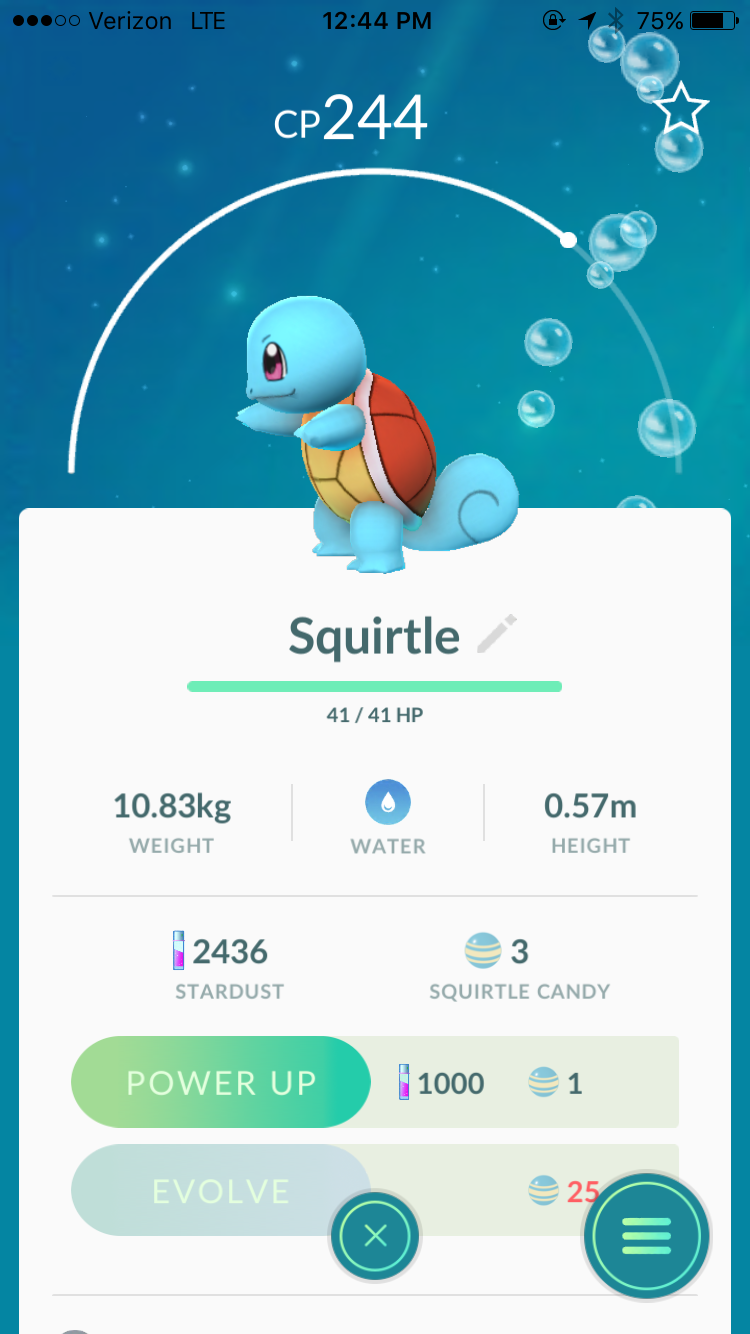 Verizon LTE 12:44 PM 75%
CP244
Squirtle
41 / 41 HP
10.83kg 0.57m
WEIGHT WATER HEIGHT
2436 3
STARDUST SQUIRTLE CANDY
POWER UP 1000 1
EVOLVE 25